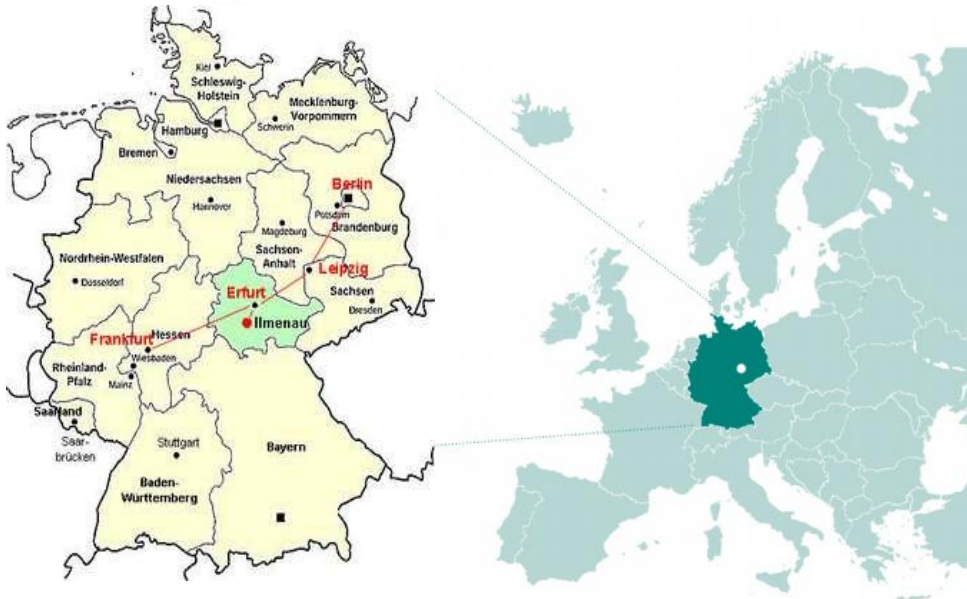 Kiel
Schleswig-
Holstein
Mecklenburg-
Vorpommern
Schwerin
Hamburg
Bremen
Niedersachsen
Hannover
Berlin
Potsdam
Brandenburg
Magdeburg
Sachsen-
Anhalt
Nordrhein-Westfalen
Düsseldorf
Leipzig
Sachsen
Dresden
Erfurt
Ilmenau
Frankfurt
Hessen
Wiesbaden
Rheinland-
Pfalz
Mainz
Saarland
Saar-
brücken
Stuttgart
Bayern
Baden-
Württemberg